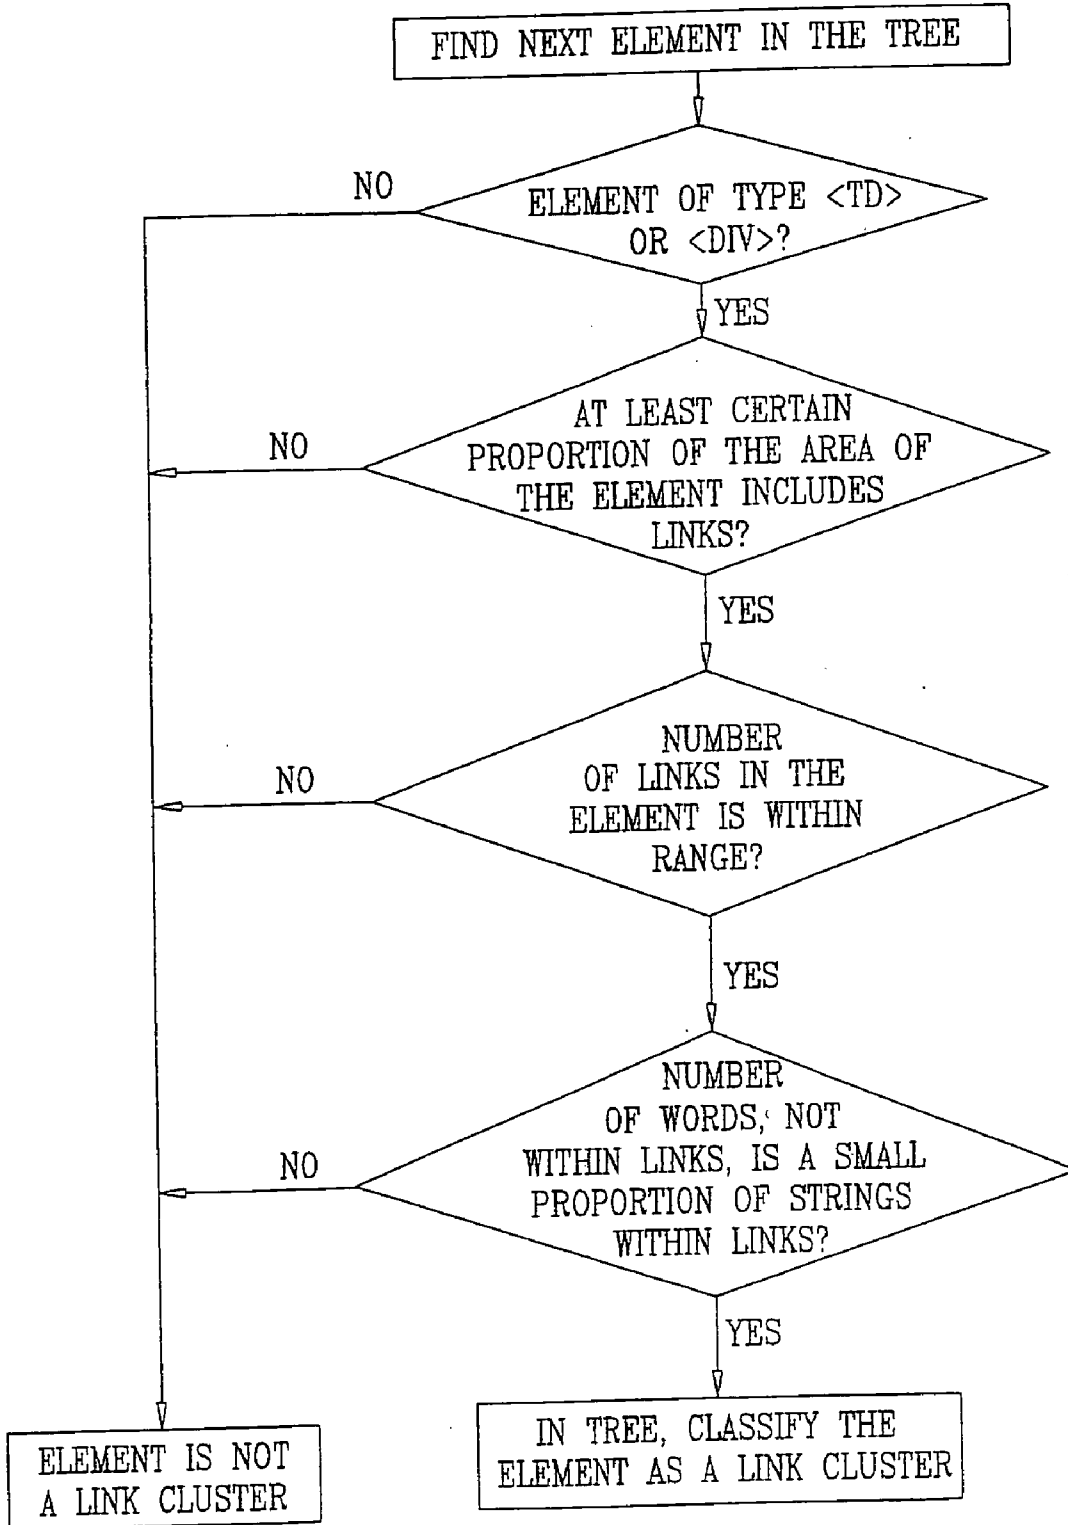 FIND NEXT ELEMENT IN THE TREE
NO
ELEMENT OF TYPE <TD>
OR <DIV>?
YES
AT LEAST CERTAIN
PROPORTION OF THE AREA OF
THE ELEMENT INCLUDES
LINKS?
NO
YES
NUMBER
OF LINKS IN THE
ELEMENT IS WITHIN
RANGE?
NO
YES
NUMBER
OF WORDS, NOT
WITHIN LINKS, IS A SMALL
PROPORTION OF STRINGS
WITHIN LINKS?
NO
YES
ELEMENT IS NOT
A LINK CLUSTER
IN TREE, CLASSIFY THE
ELEMENT AS A LINK CLUSTER